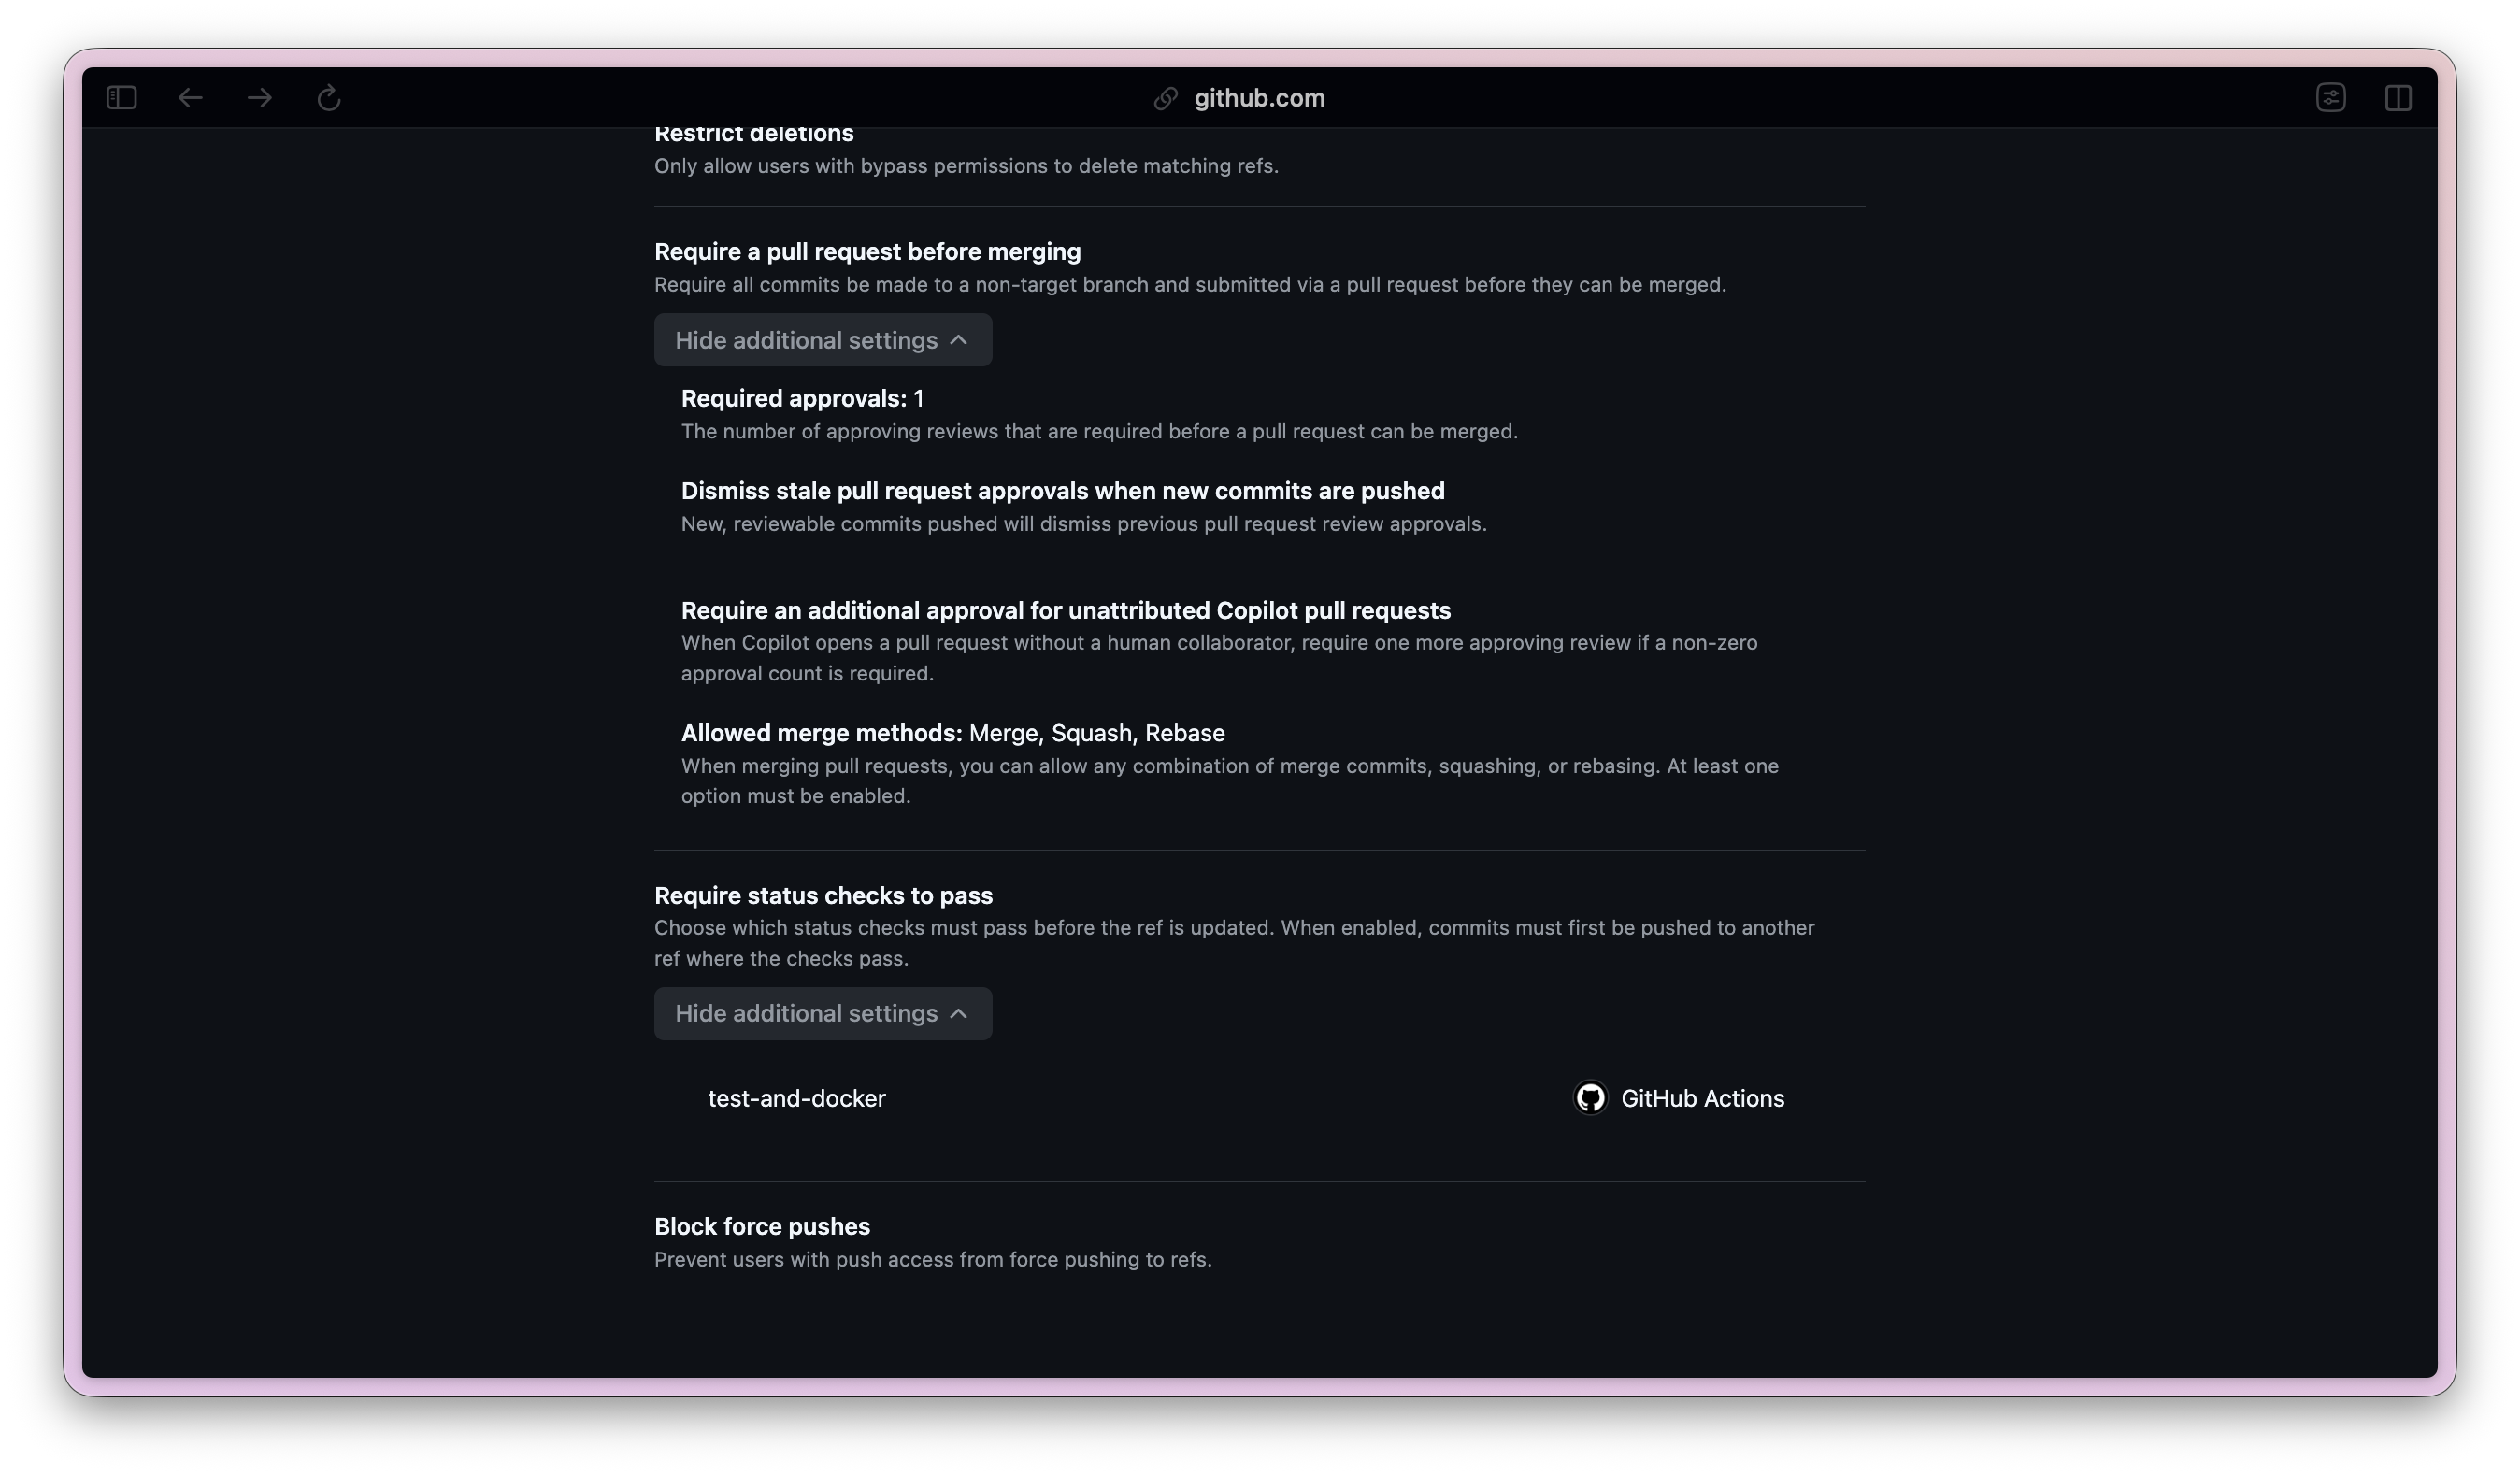 github.com
Restrict deletions
Only allow users with bypass permissions to delete matching refs.
Require a pull request before merging
Require all commits be made to a non-target branch and submitted via a pull request before they can be merged.
Hide additional settings
Required approvals: 1
The number of approving reviews that are required before a pull request can be merged.
Dismiss stale pull request approvals when new commits are pushed
New, reviewable commits pushed will dismiss previous pull request review approvals.
Require an additional approval for unattributed Copilot pull requests
When Copilot opens a pull request without a human collaborator, require one more approving review if a non-zero
approval count is required.
Allowed merge methods: Merge, Squash, Rebase
When merging pull requests, you can allow any combination of merge commits, squashing, or rebasing. At least one
option must be enabled.
Require status checks to pass
Choose which status checks must pass before the ref is updated. When enabled, commits must first be pushed to another
ref where the checks pass.
Hide additional settings
test-and-docker GitHub Actions
Block force pushes
Prevent users with push access from force pushing to refs.